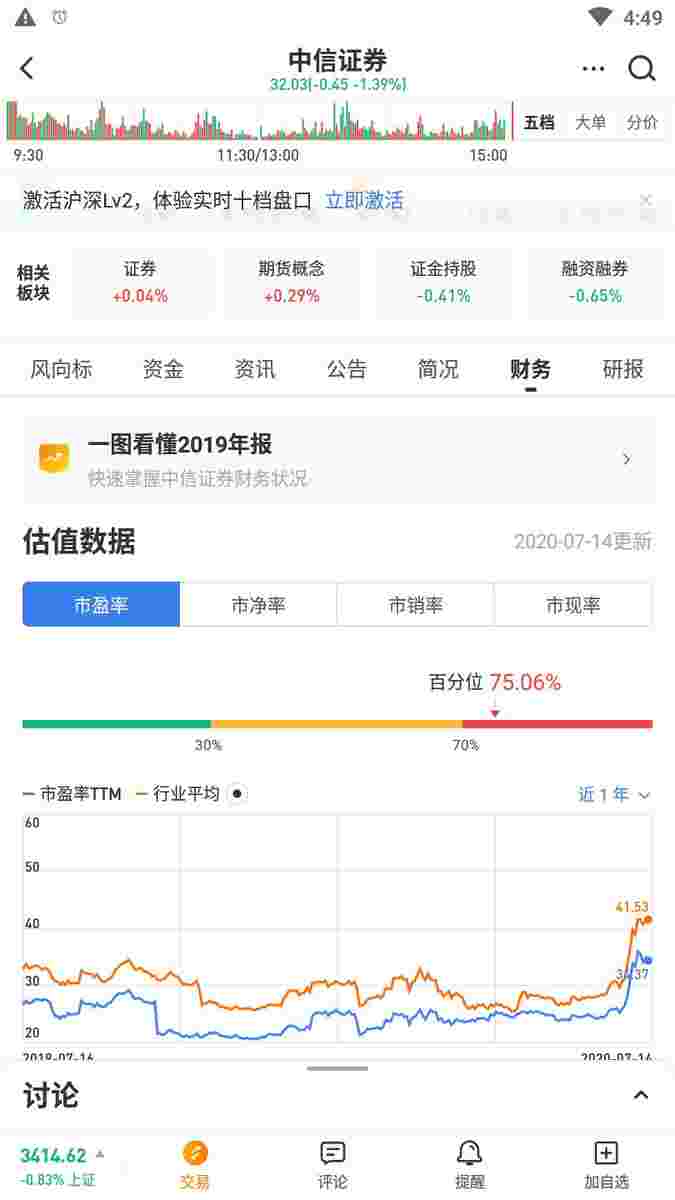 4:49
中信证券
32.03(-0.45 -1.39%)
五档 大单 分价
9:30 11:30/13:00 15:00
激活沪深Lv2，体验实时十档盘口 立即激活
相关板块
证券 期货概念 证金持股 融资融券
+0.04% +0.29% -0.41% -0.65%
风向标 资金 资讯 公告 简况 财务 研报
一图看懂2019年报
快速掌握中信证券财务状况
估值数据 2020-07-14更新
市盈率 市净率 市销率 市现率
百分位 75.06%
30% 70%
市盈率TTM 行业平均 近1年
60
50
41.53
40
34.37
30
20
2020-07-14
讨论
3414.62
-0.83% 上证
交易 评论 提醒 加自选